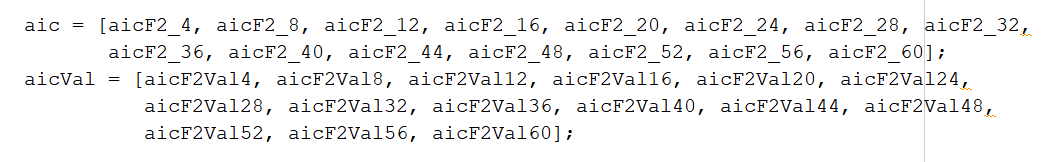 aic = [aicF2_4, aicF2_8, aicF2_12, aicF2_16, aicF2_20, aicF2_24, aicF2_28, aicF2_32,
aicF2_36, aicF2_40, aicF2_44, aicF2_48, aicF2_52, aicF2_56, aicF2_60];
aicVal = [aicF2Val4, aicF2Val8, aicF2Val12, aicF2Val16, aicF2Val20, aicF2Val24,
aicF2Val28, aicF2Val32, aicF2Val36, aicF2Val40, aicF2Val44, aicF2Val48,
aicF2Val52, aicF2Val56, aicF2Val60];